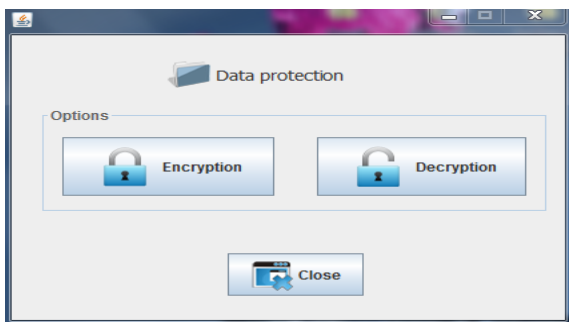 Data protection
Options
Encryption
Decryption
Close